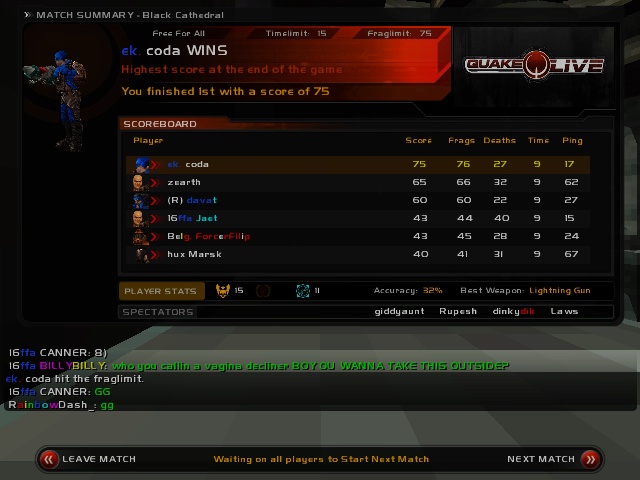 MATCH SUMMARY - Black Cathedral
Free For All Timelimit: 15 Fraglimit: 75
ek. coda WINS
Highest score at the end of the game
You finished 1st with a score of 75
QUAKE LIVE
SCOREBOARD
Player Score Frags Deaths Time Ping
ek. coda 75 76 27 9 17
zearth 65 66 32 9 62
(R) davat 60 60 22 9 27
16ffa Jaet 43 44 40 9 15
Belg. ForcerFilip 43 45 28 9 24
hux Marsk 40 41 31 9 67
PLAYER STATS 15 11 Accuracy: 32% Best Weapon: Lightning Gun
SPECTATORS giddyaunt Rupesh dinkydik Laws
16ffa CANNER: 8)
16ffa BILLYBILLY: who you callin a vagina decliner BOY OU WANNA TAKE THIS OUTSIDE?
ek. coda hit the fraglimit.
16ffa CANNER: GG
RainbowDash_: gg
LEAVE MATCH Waiting on all players to Start Next Match NEXT MATCH